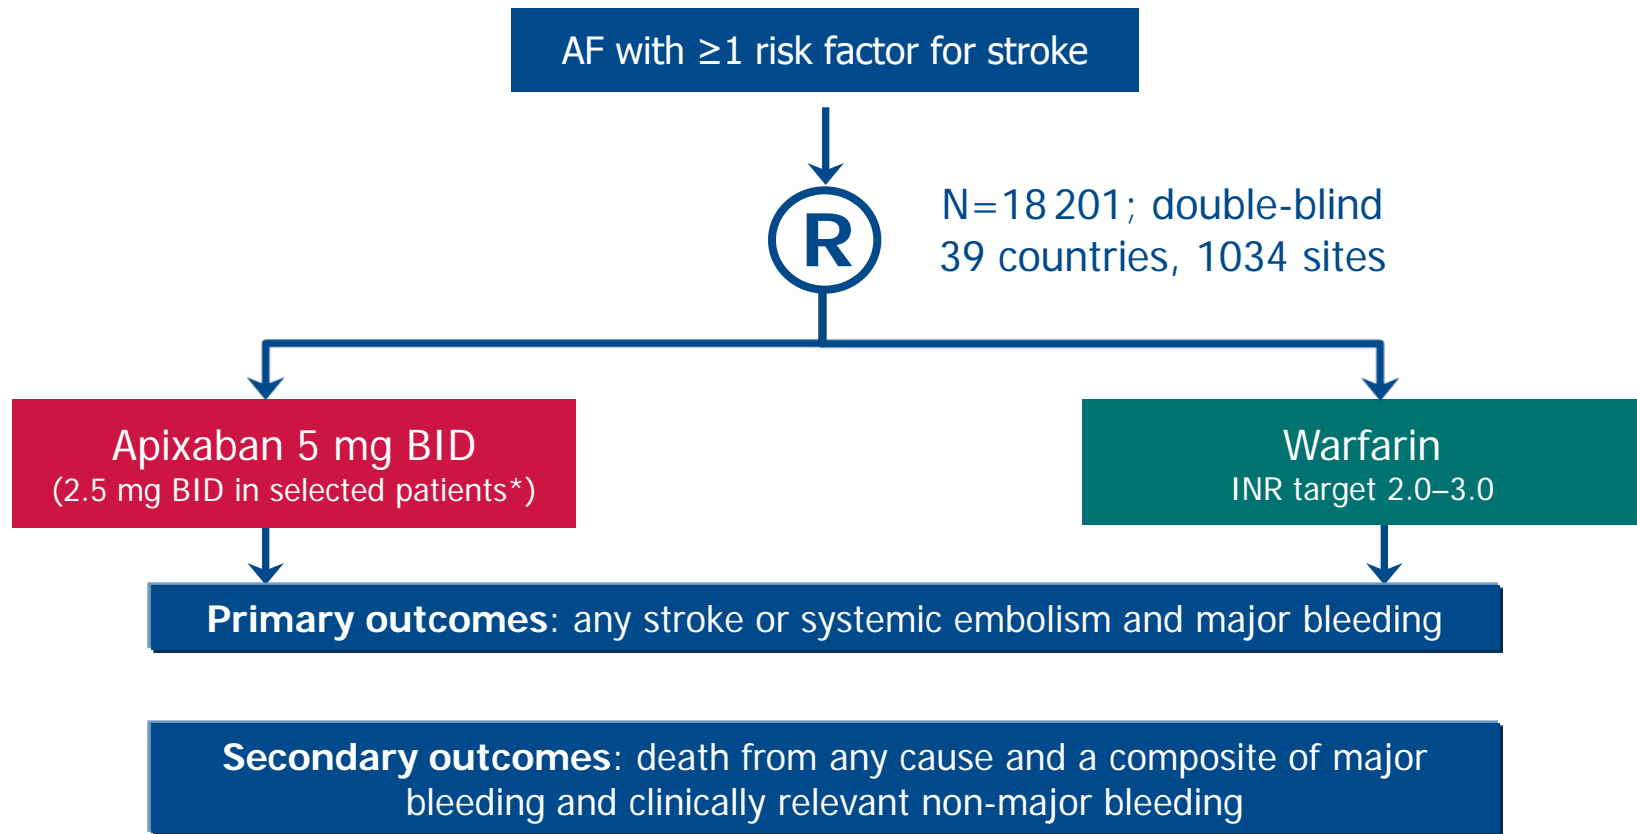 AF with ≥1 risk factor for stroke
R
N=18 201; double-blind
39 countries, 1034 sites
Apixaban 5 mg BID
(2.5 mg BID in selected patients*)
Warfarin
INR target 2.0–3.0
Primary outcomes: any stroke or systemic embolism and major bleeding
Secondary outcomes: death from any cause and a composite of major
bleeding and clinically relevant non-major bleeding